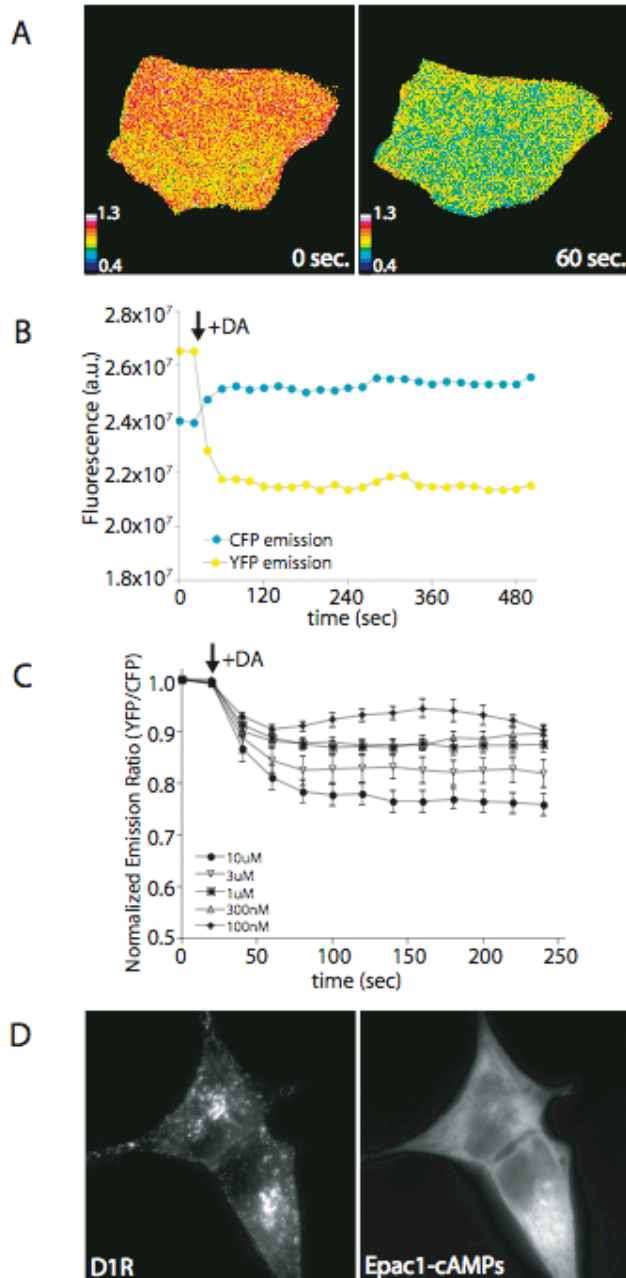 A
1.3
0.4
0 sec.
1.3
0.4
60 sec.
B
Fluorescence (a.u.)
2.8x10⁷
2.6x10⁷
2.4x10⁷
2.2x10⁷
2.0x10⁷
1.8x10⁷
+DA
CFP emission
YFP emission
0 120 240 360 480
time (sec)
C
Normalized Emission Ratio (YFP/CFP)
1.0
0.9
0.8
0.7
0.6
0.5
+DA
10uM
3uM
1uM
300nM
100nM
0 50 100 150 200 250
time (sec)
D
D1R
Epac1-cAMPs